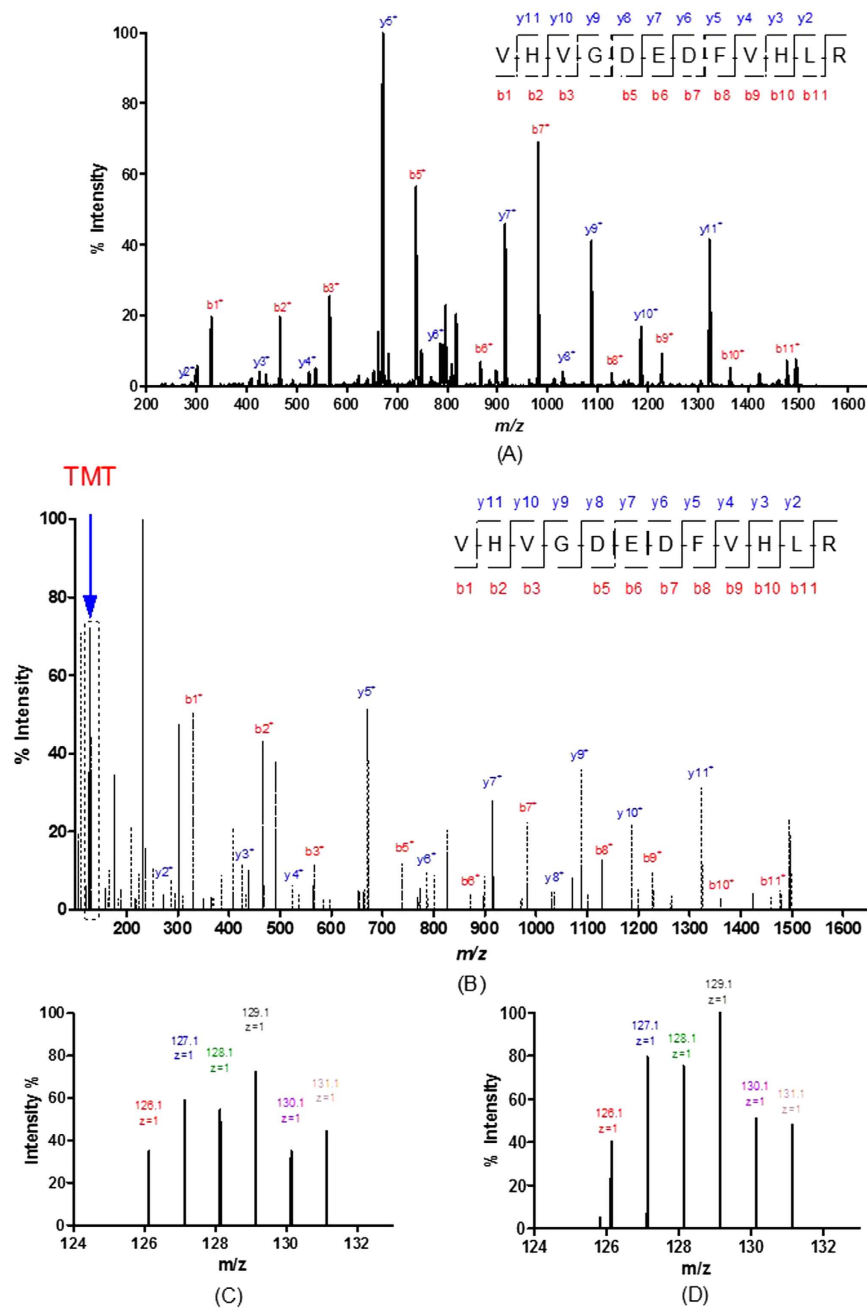 y11 y10 y9 y8 y7 y6 y5 y4 y3 y2
V H V G D E D F V H L R
b1 b2 b3 b5 b6 b7 b8 b9 b10 b11
% Intensity
100
80
60
40
20
0
y5+
b7+
b5+
y7+
y9+
y11+
b3+
b1+
b2+
y10+
y6+
b9+
y2+
y3+
y4+
b6+
y8+
b8+
b10+
b11+
200 300 400 500 600 700 800 900 1000 1100 1200 1300 1400 1500 1600
m/z
(A)
TMT
y11 y10 y9 y8 y7 y6 y5 y4 y3 y2
V H V G D E D F V H L R
b1 b2 b3 b5 b6 b7 b8 b9 b10 b11
% Intensity
100
80
60
40
20
0
b1+
y5+
b2+
y9+
y7+
y11+
b7+
y10+
b8+
y2+
y3+
b3+
y4+
b5+
y6+
b6+
y8+
b9+
b10+
b11+
200 300 400 500 600 700 800 900 1000 1100 1200 1300 1400 1500 1600
m/z
(B)
Intensity %
100
80
60
40
20
0
126.1
z=1
127.1
z=1
128.1
z=1
129.1
z=1
130.1
z=1
131.1
z=1
124 126 128 130 132
m/z
(C)
% Intensity
100
80
60
40
20
0
126.1
z=1
127.1
z=1
128.1
z=1
129.1
z=1
130.1
z=1
131.1
z=1
124 126 128 130 132
m/z
(D)